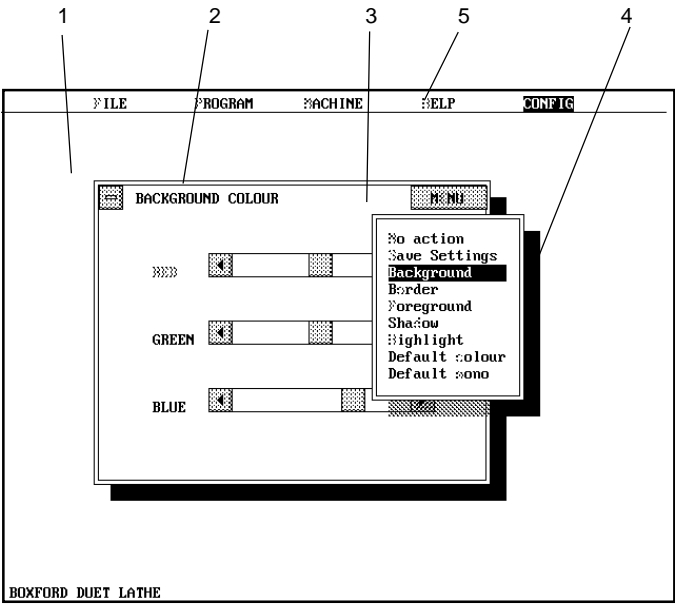 1 2 3 5 4
FILE PROGRAM MACHINE HELP CONFIG
BACKGROUND COLOUR MENU
No action
Save Settings
Background
Border
Foreground
Shadow
Highlight
Default colour
Default mono
RED
GREEN
BLUE
BOXFORD DUET LATHE